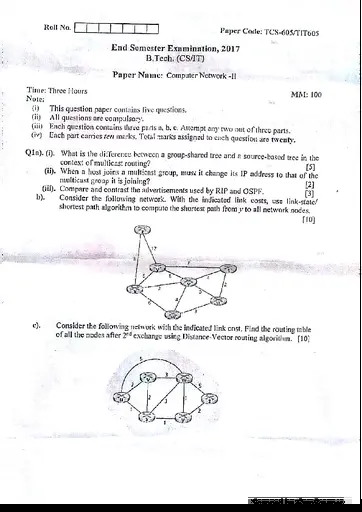 Roll No.
Paper Code: TCS-605/TIT605
End Semester Examination, 2017
B.Tech. (CS/IT)
Paper Name: Computer Network -II
Time: Three Hours
MM: 100
Note:
(i) This question paper contains five questions.
(ii) All questions are compulsory.
(iii) Each question contains three parts a, b, c. Attempt any two out of three parts.
(iv) Each part carries ten marks. Total marks assigned to each question are twenty.
Q1a). (i). What is the difference between a group-shared tree and a source-based tree in the
context of multicast routing? [5]
(ii). When a host joins a multicast group, must it change its IP address to that of the
multicast group it is joining? [2]
(iii). Compare and contrast the advertisements used by RIP and OSPF. [3]
b). Consider the following network. With the indicated link costs, use link-state/
shortest path algorithm to compute the shortest path from y to all network nodes.
[10]
c). Consider the following network with the indicated link cost. Find the routing table
of all the nodes after 2nd exchange using Distance-Vector routing algorithm. [10]